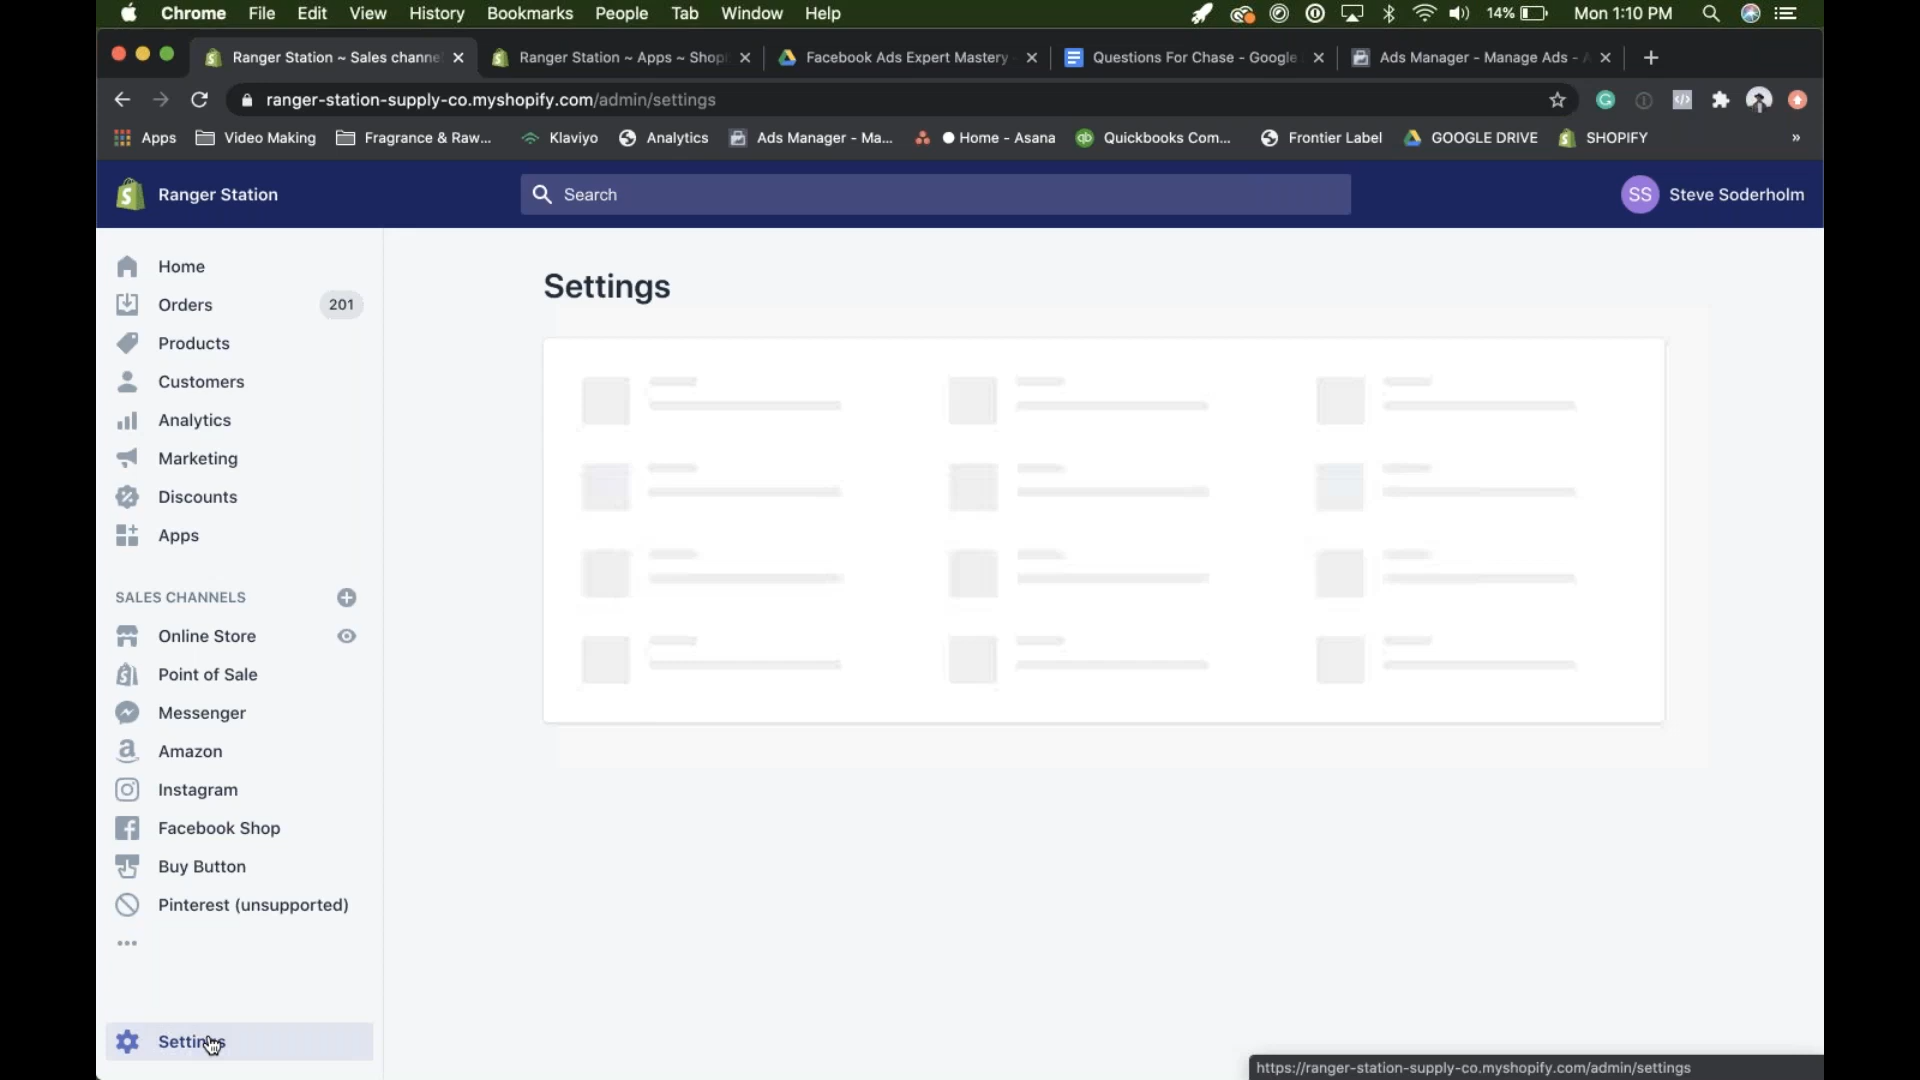 Chrome File Edit View History Bookmarks People Tab Window Help 14% Mon 1:10 PM
Ranger Station ~ Sales channe Ranger Station ~ Apps ~ Shop Facebook Ads Expert Mastery Questions For Chase - Google Ads Manager - Manage Ads -
ranger-station-supply-co.myshopify.com/admin/settings
Apps Video Making Fragrance & Raw... Klaviyo Analytics Ads Manager - Ma... Home - Asana Quickbooks Com... Frontier Label GOOGLE DRIVE SHOPIFY »
Ranger Station Search SS Steve Soderholm
Settings
Home
Orders 201
Products
Customers
Analytics
Marketing
Discounts
Apps
SALES CHANNELS
Online Store
Point of Sale
Messenger
Amazon
Instagram
Facebook Shop
Buy Button
Pinterest (unsupported)
Settings
https://ranger-station-supply-co.myshopify.com/admin/settings